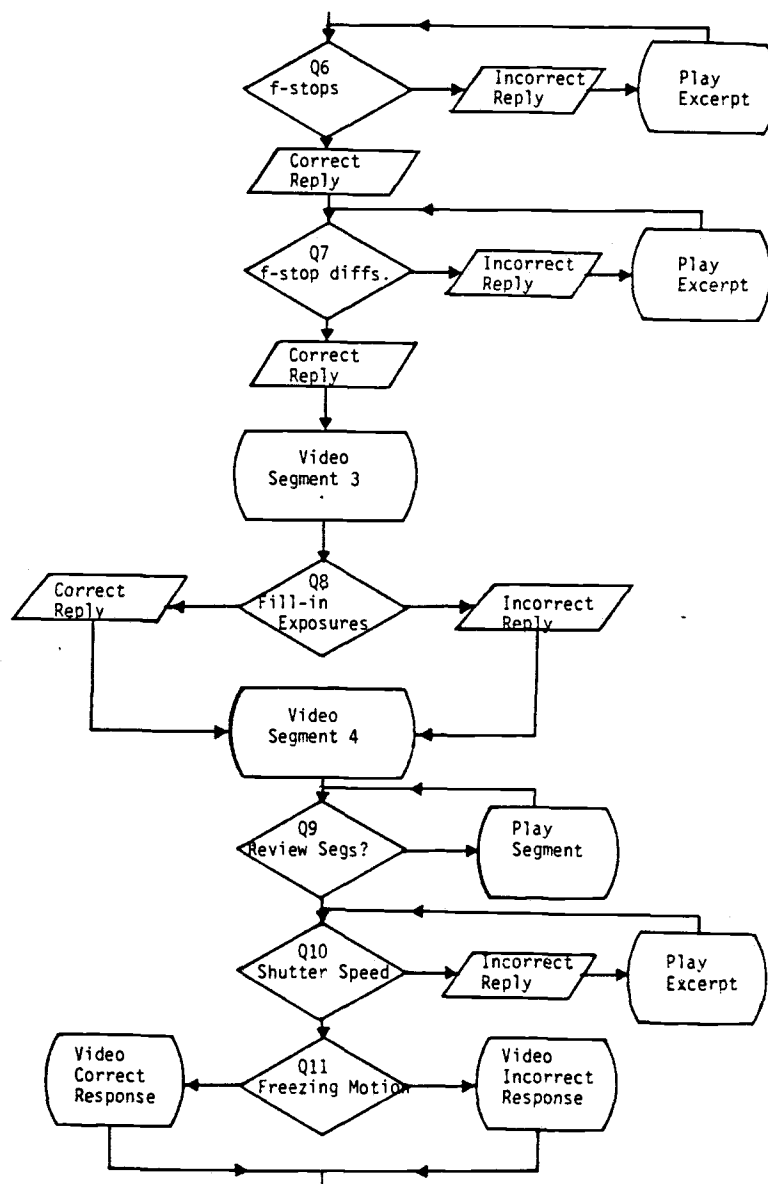 Q6
f-stops
Incorrect
Reply
Play
Excerpt
Correct
Reply
Q7
f-stop diffs.
Incorrect
Reply
Play
Excerpt
Correct
Reply
Video
Segment 3
Q8
Fill-in
Exposures
Correct
Reply
Incorrect
Reply
Video
Segment 4
Q9
Review Segs?
Play
Segment
Q10
Shutter Speed
Incorrect
Reply
Play
Excerpt
Q11
Freezing Motion
Video
Correct
Response
Video
Incorrect
Response